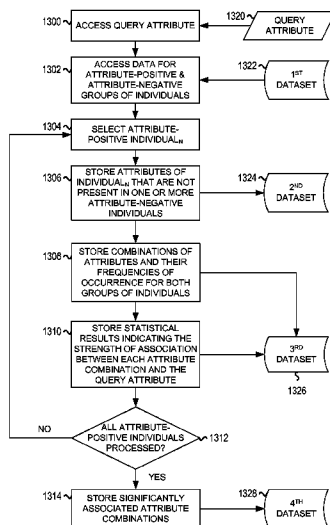 1300
ACCESS QUERY ATTRIBUTE
1320
QUERY
ATTRIBUTE
1302
ACCESS DATA FOR
ATTRIBUTE-POSITIVE &
ATTRIBUTE-NEGATIVE
GROUPS OF INDIVIDUALS
1322
1ST
DATASET
1304
SELECT ATTRIBUTE-
POSITIVE INDIVIDUALN
1306
STORE ATTRIBUTES OF
INDIVIDUALN THAT ARE NOT
PRESENT IN ONE OR MORE
ATTRIBUTE-NEGATIVE
INDIVIDUALS
1324
2ND
DATASET
1308
STORE COMBINATIONS OF
ATTRIBUTES AND THEIR
FREQUENCIES OF
OCCURRENCE FOR BOTH
GROUPS OF INDIVIDUALS
1310
STORE STATISTICAL
RESULTS INDICATING THE
STRENGTH OF ASSOCIATION
BETWEEN EACH ATTRIBUTE
COMBINATION AND THE
QUERY ATTRIBUTE
3RD
DATASET
1326
NO
ALL ATTRIBUTE-
POSITIVE INDIVIDUALS
PROCESSED?
1312
YES
1314
STORE SIGNIFICANTLY
ASSOCIATED ATTRIBUTE
COMBINATIONS
1328
4TH
DATASET